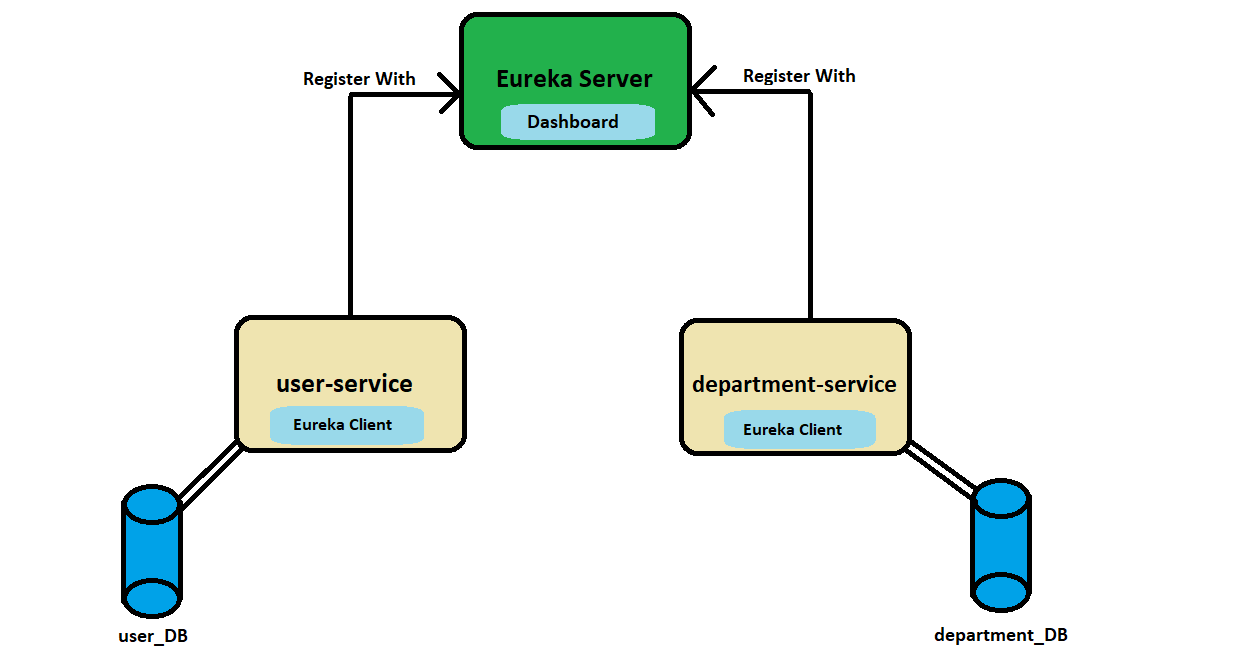 Register With
Eureka Server
Register With
Dashboard
user-service
Eureka Client
department-service
Eureka Client
user_DB
department_DB